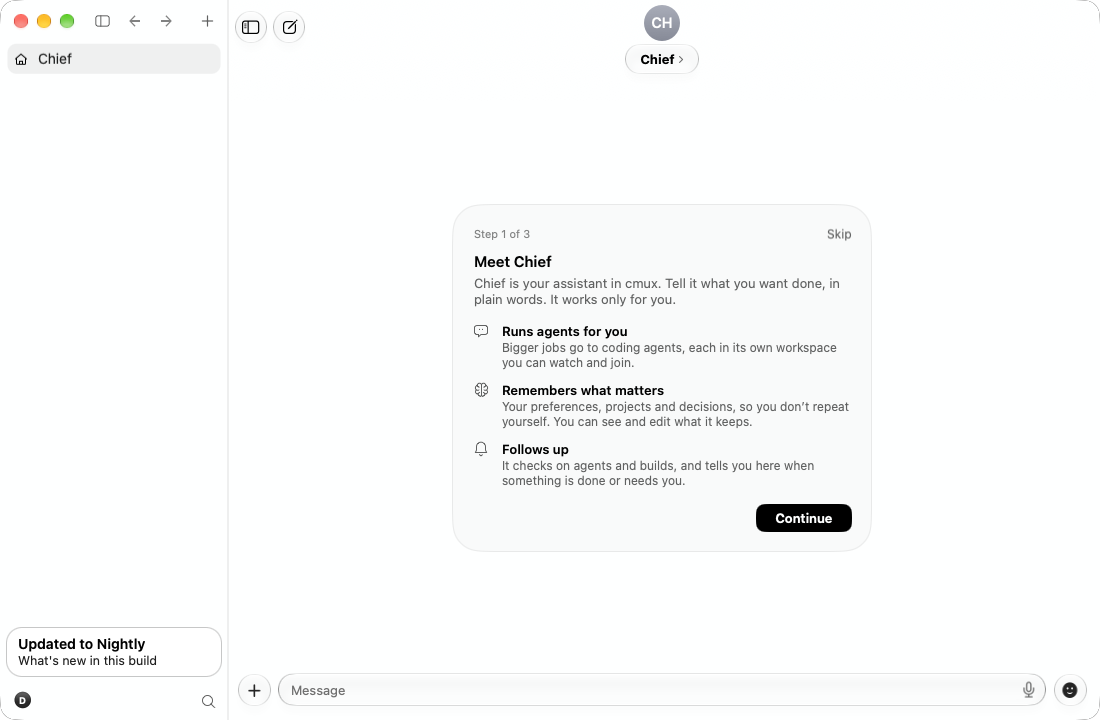 Chief
CH
Chief
Step 1 of 3
Skip
Meet Chief
Chief is your assistant in cmux. Tell it what you want done, in
plain words. It works only for you.
Runs agents for you
Bigger jobs go to coding agents, each in its own workspace
you can watch and join.
Remembers what matters
Your preferences, projects and decisions, so you don’t repeat
yourself. You can see and edit what it keeps.
Follows up
It checks on agents and builds, and tells you here when
something is done or needs you.
Continue
Updated to Nightly
What's new in this build
D
Message